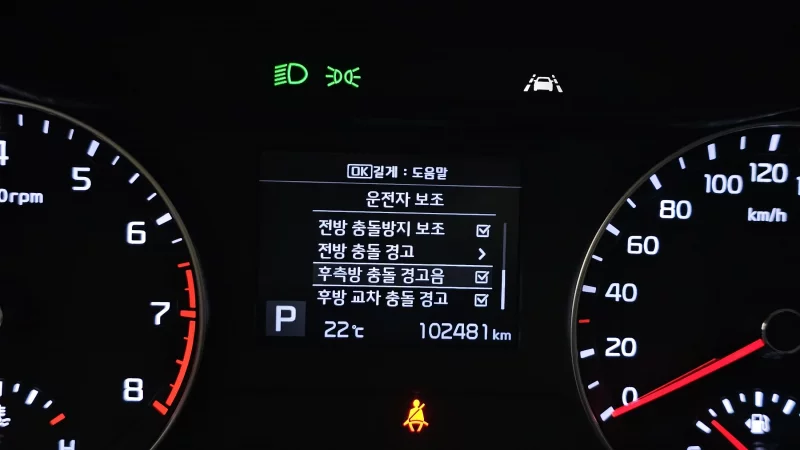 OK길게 : 도움말
운전자 보조
전방 충돌방지 보조
전방 충돌 경고
후측방 충돌 경고음
후방 교차 충돌 경고
P 22℃ 102481 km
4
5
6
7
8
0rpm
H
0
20
40
60
80
100
120
km/h